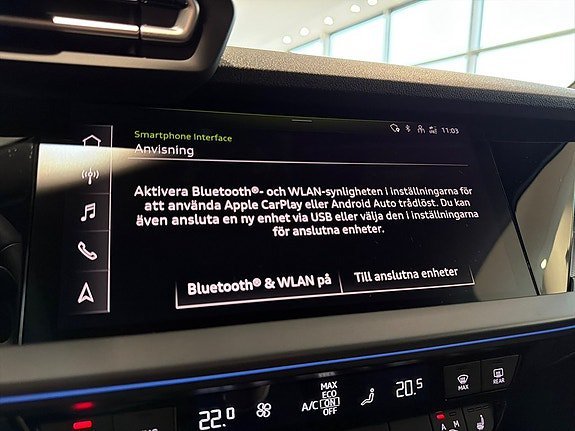 11:03
Smartphone Interface
Anvisning
Aktivera Bluetooth®- och WLAN-synligheten i inställningarna för
att använda Apple CarPlay eller Android Auto trådlöst. Du kan
även ansluta en ny enhet via USB eller välja den i inställningarna
för anslutna enheter.
Bluetooth® & WLAN på
Till anslutna enheter
22.0
A/C
MAX
ECO
ON
OFF
20.5
MAX
REAR
A M